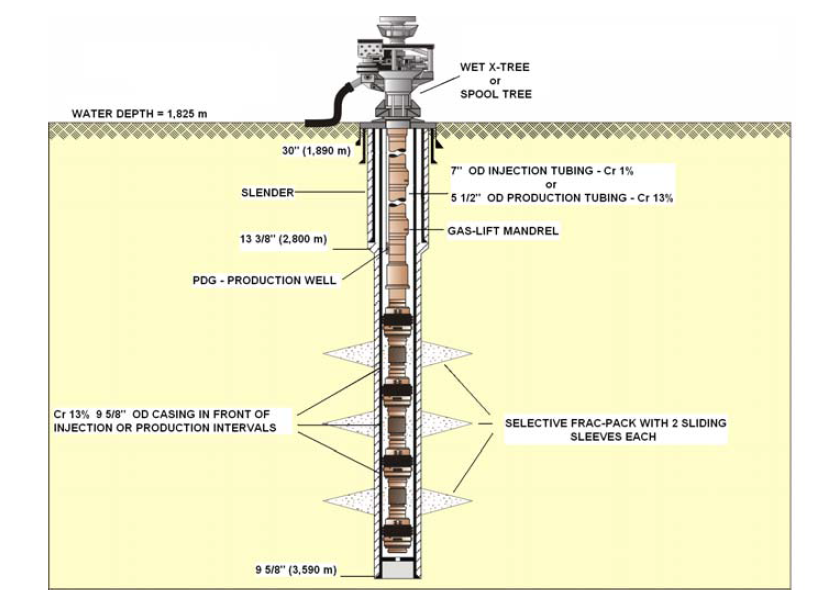 WET X-TREE
or
SPOOL TREE
WATER DEPTH = 1,825 m
30" (1,890 m)
7" OD INJECTION TUBING - Cr 1%
or
5 1/2" OD PRODUCTION TUBING - Cr 13%
SLENDER
GAS-LIFT MANDREL
13 3/8" (2,800 m)
PDG - PRODUCTION WELL
Cr 13% 9 5/8" OD CASING IN FRONT OF
INJECTION OR PRODUCTION INTERVALS
SELECTIVE FRAC-PACK WITH 2 SLIDING
SLEEVES EACH
9 5/8" (3,590 m)